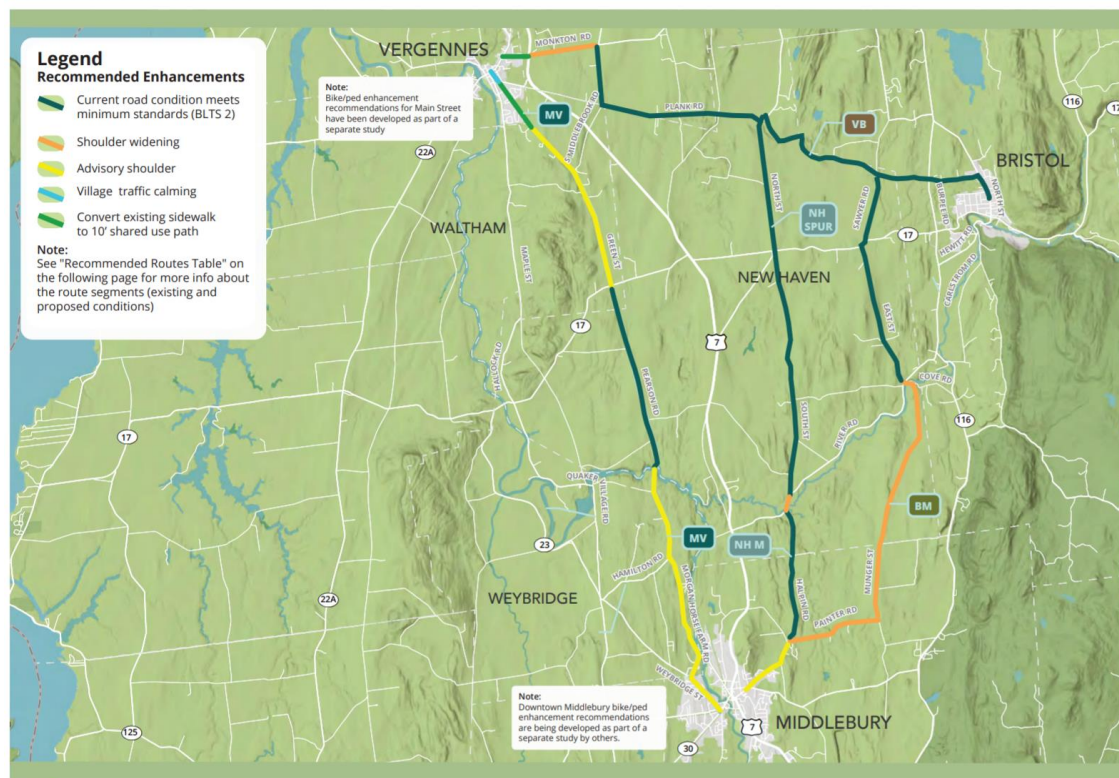 Legend
Recommended Enhancements
Current road condition meets
minimum standards (BLTS 2)
Shoulder widening
Advisory shoulder
Village traffic calming
Convert existing sidewalk
to 10' shared use path
Note:
See "Recommended Routes Table" on
the following page for more info about
the route segments (existing and
proposed conditions)
VERGENNES
MONKTON RD
Note:
Bike/ped enhancement
recommendations for Main Street
have been developed as part of a
separate study
MV
S MIDDLEBROOK RD
PLANK RD
VB
116
17
BRISTOL
22A
NORTH ST
NH
SPUR
SAWYER RD
BURPEE RD
NORTH ST
WALTHAM
MAPLE ST
GREEN ST
17
HEWITT RD
NEW HAVEN
CARLSTROM RD
17
7
EAST ST
HALLOCK RD
PEARSON RD
COVE RD
SOUTH ST
RIVER RD
116
17
QUAKER VILLAGE RD
BM
MV
NH M
23
HAMILTON RD
MORGAN HORSE FARM RD
HALPIN RD
MUNGER ST
22A
WEYBRIDGE
PAINTER RD
WEYBRIDGE ST
Note:
Downtown Middlebury bike/ped
enhancement recommendations
are being developed as part of a
separate study by others.
MIDDLEBURY
7
125
30